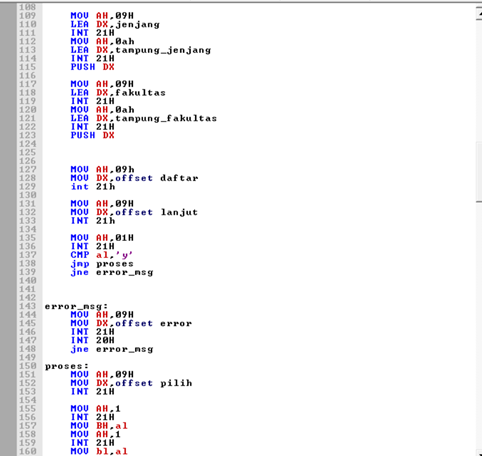 108
109 MOV AH,09H
110 LEA DX,jenjang
111 INT 21H
112 MOV AH,0ah
113 LEA DX,tampung_jenjang
114 INT 21H
115 PUSH DX
116
117 MOV AH,09H
118 LEA DX,fakultas
119 INT 21H
120 MOV AH,0ah
121 LEA DX,tampung_fakultas
122 INT 21H
123 PUSH DX
124
125
126
127 MOV AH,09h
128 MOV DX,offset daftar
129 int 21h
130
131 MOV AH,09H
132 MOV DX,offset lanjut
133 INT 21h
134
135 MOV AH,01H
136 INT 21H
137 CMP al,'y'
138 jmp proses
139 jne error_msg
140
141
142
143 error_msg:
144 MOV AH,09H
145 MOV DX,offset error
146 INT 21H
147 INT 20H
148 jne error_msg
149
150 proses:
151 MOV AH,09H
152 MOV DX,offset pilih
153 INT 21H
154
155 MOV AH,1
156 INT 21H
157 MOV BH,al
158 MOV AH,1
159 INT 21H
160 MOV bl,al